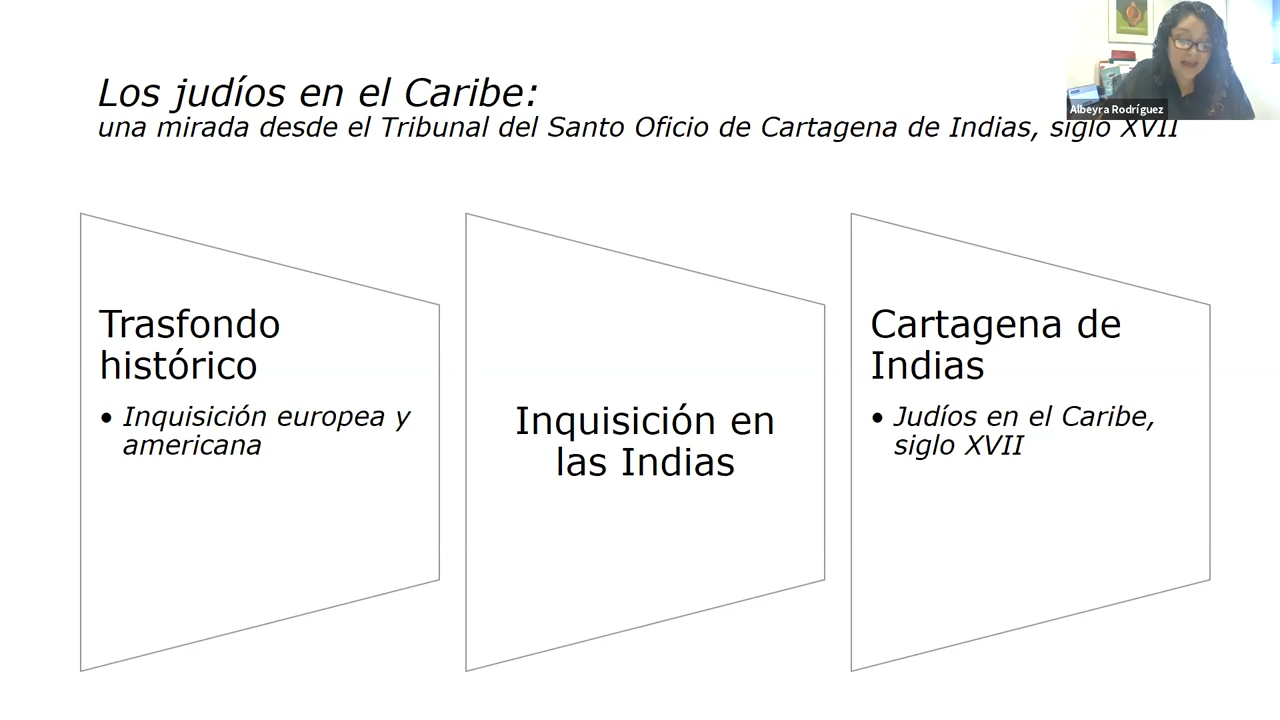 Los judíos en el Caribe:
una mirada desde el Tribunal del Santo Oficio de Cartagena de Indias, siglo XVII
Albeyra Rodríguez
Trasfondo
histórico
• Inquisición europea y
americana
Inquisición en
las Indias
Cartagena de
Indias
• Judíos en el Caribe,
siglo XVII